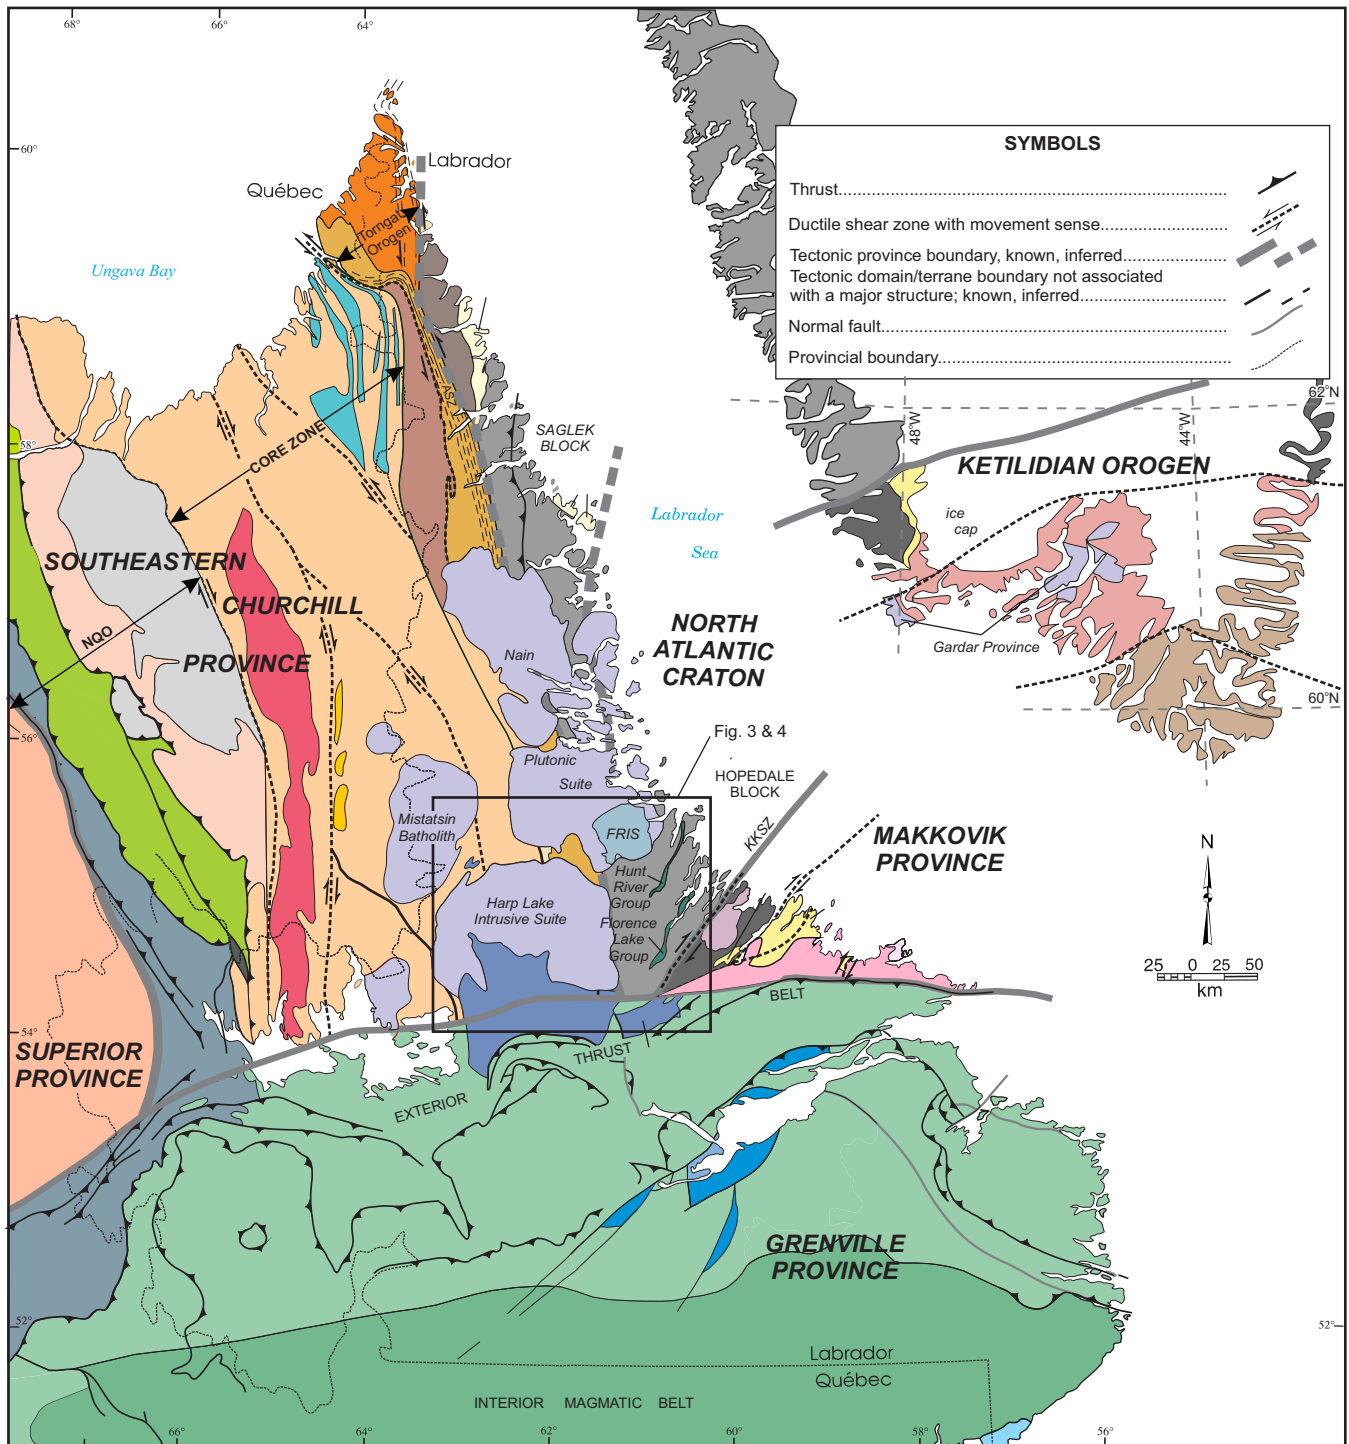 68°
66°
64°
60°
Labrador
Québec
Torngat
Orogen
Ungava Bay
SYMBOLS
Thrust
Ductile shear zone with movement sense
Tectonic province boundary, known, inferred
Tectonic domain/terrane boundary not associated
with a major structure; known, inferred
Normal fault
Provincial boundary
62°N
48°W
44°W
KETILIDIAN OROGEN
ice
cap
Gardar Province
60°N
ASZ
SAGLEK
BLOCK
58°
CORE ZONE
Labrador
Sea
SOUTHEASTERN
CHURCHILL
PROVINCE
NQO
NORTH
ATLANTIC
CRATON
Nain
Plutonic
Suite
Fig. 3 & 4
56°
HOPEDALE
BLOCK
KKSZ
MAKKOVIK
PROVINCE
Mistatsin
Batholith
FRIS
Hunt
River
Group
Florence
Lake
Group
Harp Lake
Intrusive Suite
N
25 0 25 50
km
54°
SUPERIOR
PROVINCE
EXTERIOR
THRUST
BELT
GRENVILLE
PROVINCE
52°
52°
Labrador
Québec
INTERIOR MAGMATIC BELT
66°
64°
62°
60°
58°
56°